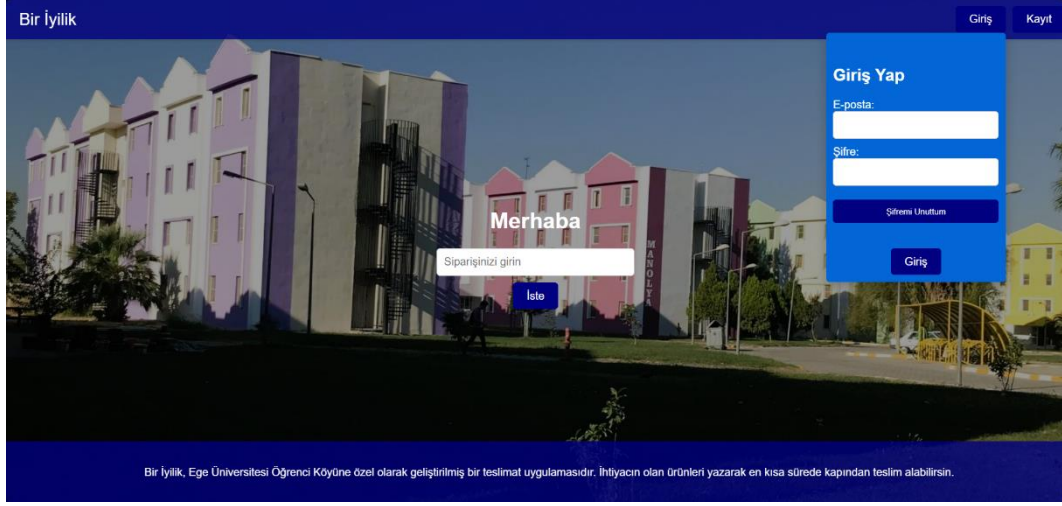 Bir İyilik
Giriş
Kayıt
Giriş Yap
E-posta:
Şifre:
Şifremi Unuttum
Giriş
Merhaba
Siparişinizi girin
İste
MANOLYA
Bir İyilik, Ege Üniversitesi Öğrenci Köyüne özel olarak geliştirilmiş bir teslimat uygulamasıdır. İhtiyacın olan ürünleri yazarak en kısa sürede kapından teslim alabilirsin.